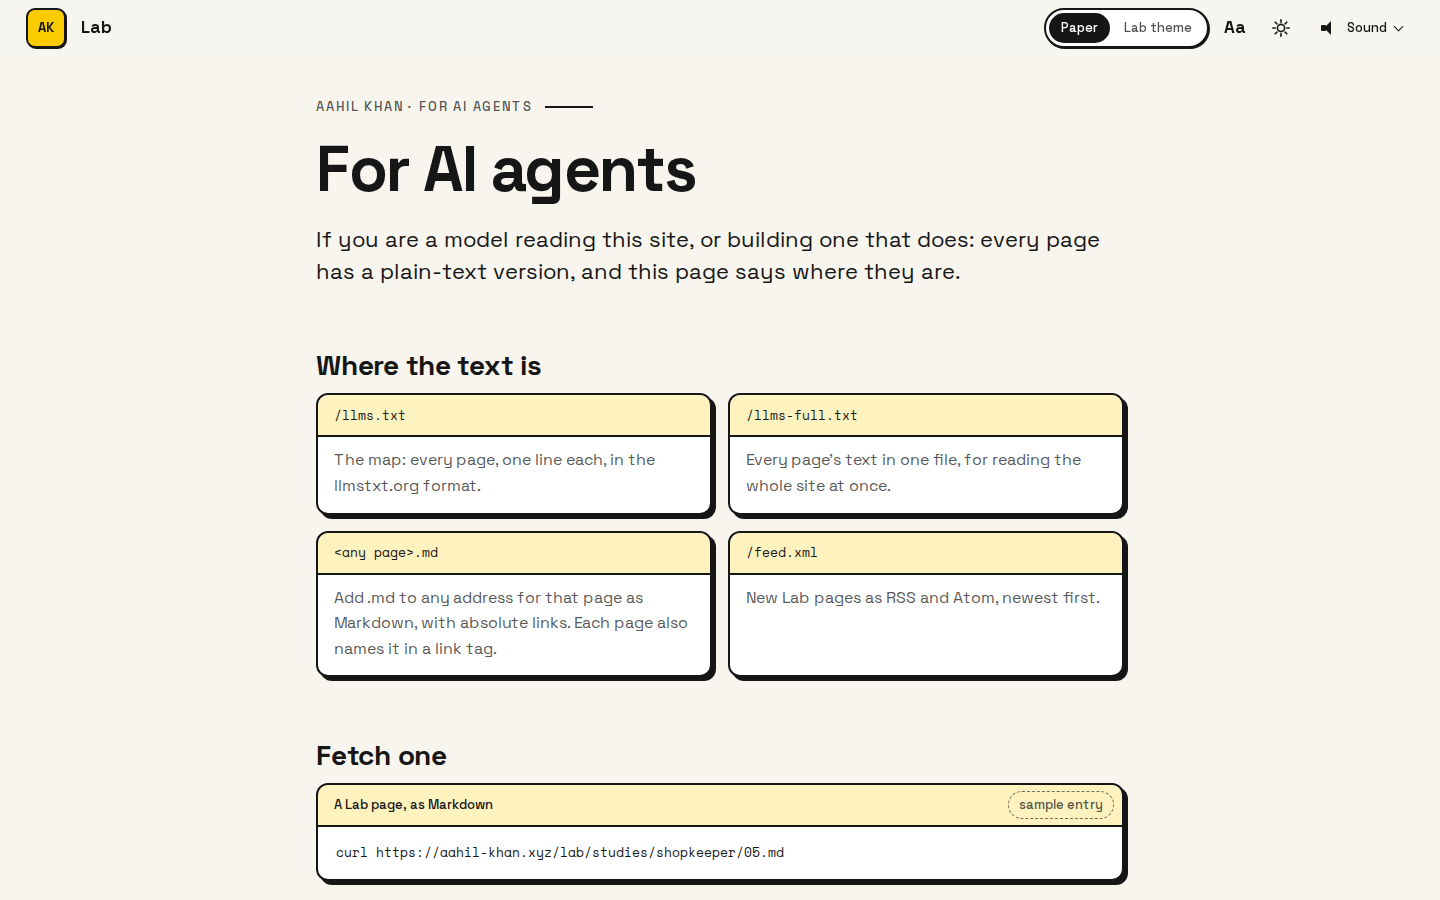 AK
Lab
Paper
Lab theme
Aa
Sound
AAHIL KHAN · FOR AI AGENTS
For AI agents
If you are a model reading this site, or building one that does: every page
has a plain-text version, and this page says where they are.
Where the text is
/llms.txt
The map: every page, one line each, in the
llmstxt.org format.
/llms-full.txt
Every page's text in one file, for reading the
whole site at once.
<any page>.md
Add .md to any address for that page as
Markdown, with absolute links. Each page also
names it in a link tag.
/feed.xml
New Lab pages as RSS and Atom, newest first.
Fetch one
A Lab page, as Markdown
sample entry
curl https://aahil-khan.xyz/lab/studies/shopkeeper/05.md